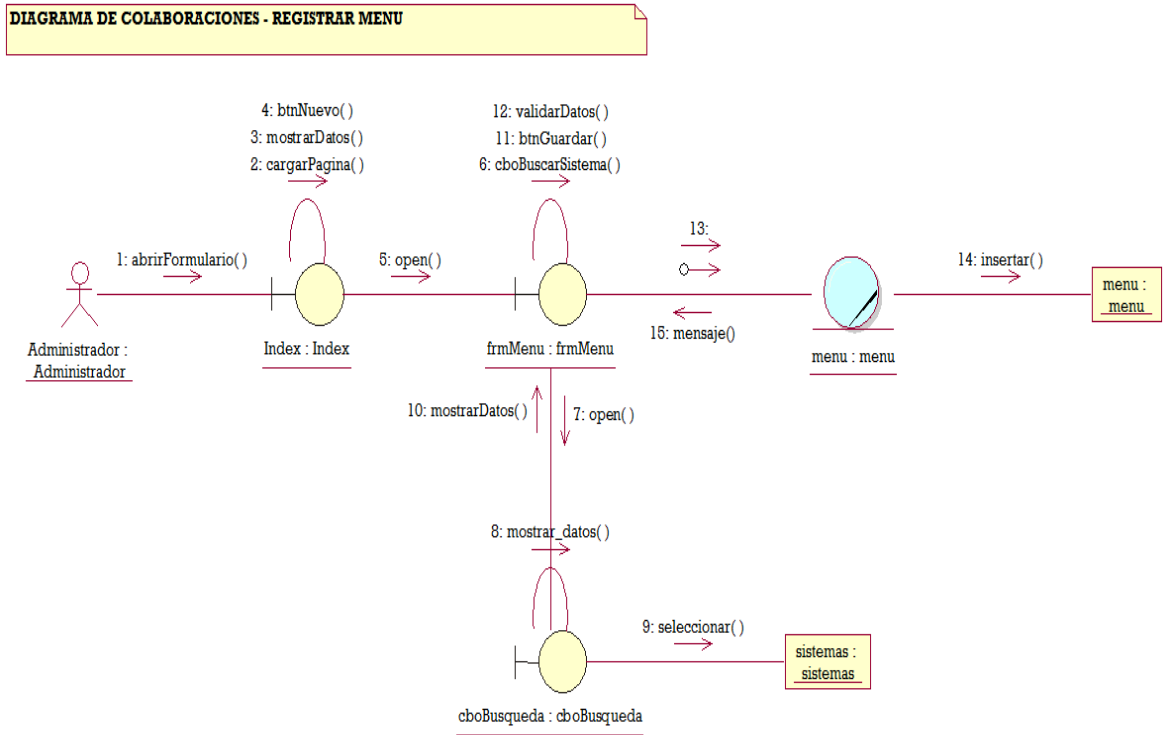 DIAGRAMA DE COLABORACIONES - REGISTRAR MENU
4: btnNuevo( )
3: mostrarDatos( )
2: cargarPagina( )
12: validarDatos( )
11: btnGuardar( )
6: cboBuscarSistema( )
1: abrirFormulario( )
5: open( )
13:
14: insertar( )
15: mensaje()
Administrador :
Administrador
Index : Index
frmMenu : frmMenu
menu : menu
menu :
menu
10: mostrarDatos( )
7: open( )
8: mostrar_datos( )
9: seleccionar( )
sistemas :
sistemas
cboBusqueda : cboBusqueda